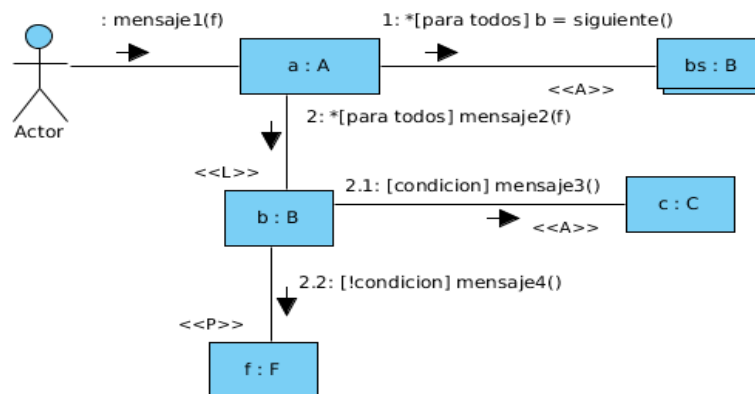 : mensaje1(f)
1: *[para todos] b = siguiente()
a : A
bs : B
<<A>>
Actor
2: *[para todos] mensaje2(f)
<<L>>
2.1: [condicion] mensaje3()
b : B
c : C
<<A>>
2.2: [!condicion] mensaje4()
<<P>>
f : F